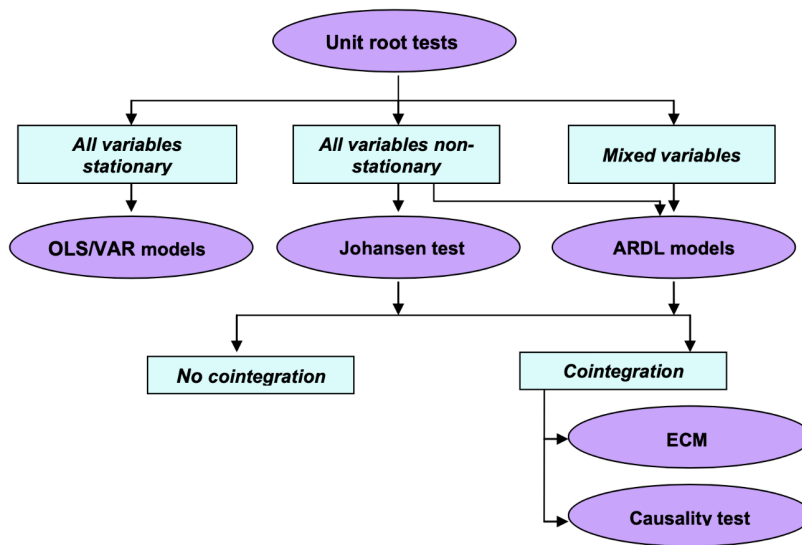 Unit root tests
All variables
stationary
All variables non-
stationary
Mixed variables
OLS/VAR models
Johansen test
ARDL models
No cointegration
Cointegration
ECM
Causality test